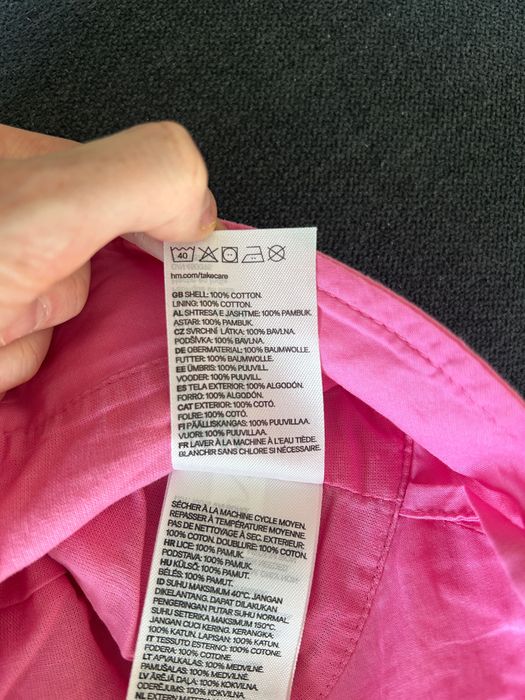 40
hm.com/takecare
GB SHELL: 100% COTTON.
LINING: 100% COTTON.
AL SHTRESA E JASHTME: 100% PAMBUK.
ASTARI: 100% PAMBUK.
CZ SVRCHNÍ LÁTKA: 100% BAVLNA.
PODŠÍVKA: 100% BAVLNA.
DE OBERMATERIAL: 100% BAUMWOLLE.
FUTTER: 100% BAUMWOLLE.
EE ÜMBRIS: 100% PUUVILL.
VOODER: 100% PUUVILL.
ES TELA EXTERIOR: 100% ALGODÓN.
FORRO: 100% ALGODÓN.
CAT EXTERIOR: 100% COTÓ.
FOLRE: 100% COTÓ.
FI PÄÄLLISKANGAS: 100% PUUVILLAA.
VUORI: 100% PUUVILLAA.
FR LAVER À LA MACHINE À L'EAU TIÈDE.
BLANCHIR SANS CHLORE SI NÉCESSAIRE.
SÉCHER À LA MACHINE CYCLE MOYEN.
REPASSER À TEMPÉRATURE MOYENNE.
PAS DE NETTOYAGE À SEC. EXTERIEUR:
100% COTON. DOUBLURE: 100% COTON.
HR LICE: 100% PAMUK.
PODSTAVA: 100% PAMUK.
HU KÜLSŐ: 100% PAMUT.
BÉLÉS: 100% PAMUT.
ID SUHU MAKSIMUM 40°C. JANGAN
DIKELANTANG. DAPAT DILAKUKAN
PENGERINGAN PUTAR SUHU NORMAL.
SUHU SETERIKA MAKSIMUM 150°C.
JANGAN CUCI KERING. KERANGKA:
100% KATUN. LAPISAN: 100% KATUN.
IT TESSUTO ESTERNO: 100% COTONE.
FODERA: 100% COTONE.
LT APVALKALAS: 100% MEDVILNĖ.
PAMUŠALAS: 100% MEDVILNĖ.
LV ĀRĒJĀ DAĻA: 100% KOKVILNA.
ODERĒJUMS: 100% KOKVILNA.
NL EXTERN MATERIAAL